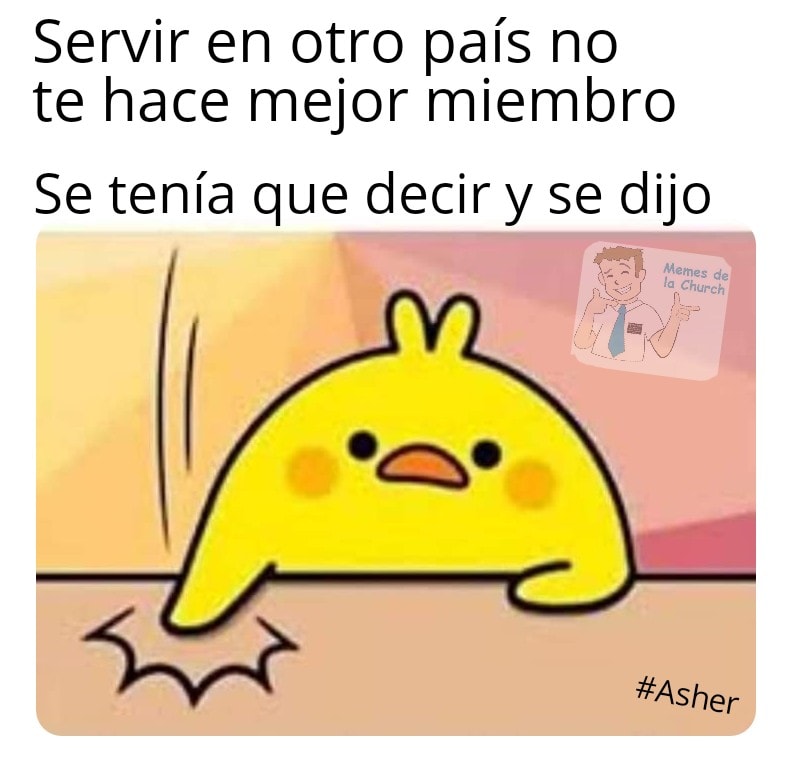 Servir en otro país no
te hace mejor miembro
Se tenía que decir y se dijo
Memes de
la Church
#Asher